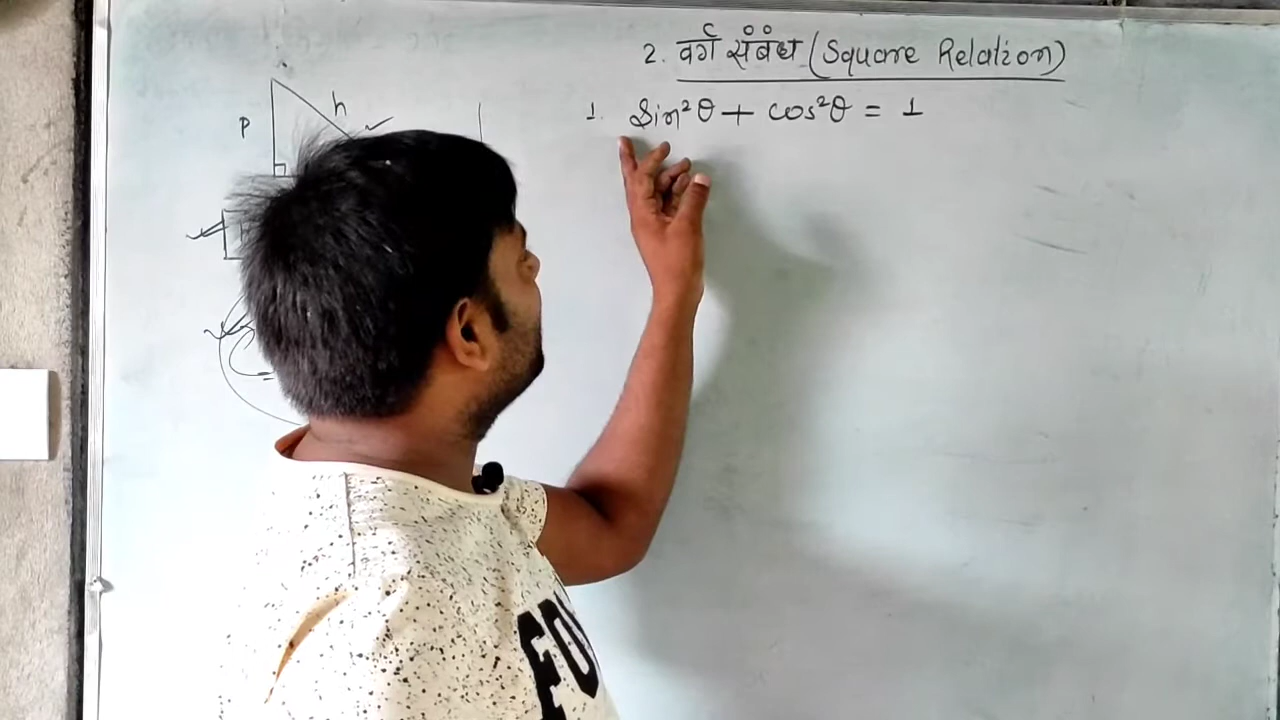 2. वर्ग संबंध (Square Relation)
1. Sin²θ + cos²θ = 1
h
p